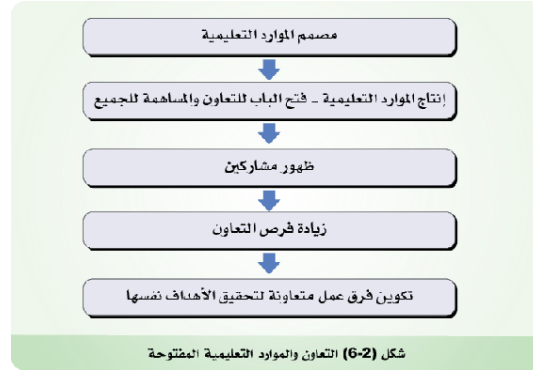 مصمم الموارد التعليمية
إنتاج الموارد التعليمية - فتح الباب للتعاون والمساهمة للجميع
ظهور مشاركين
زيادة فرص التعاون
تكوين فرق عمل متعاونة لتحقيق الأهداف نفسها
شكل (2-6) التعاون والموارد التعليمية المفتوحة